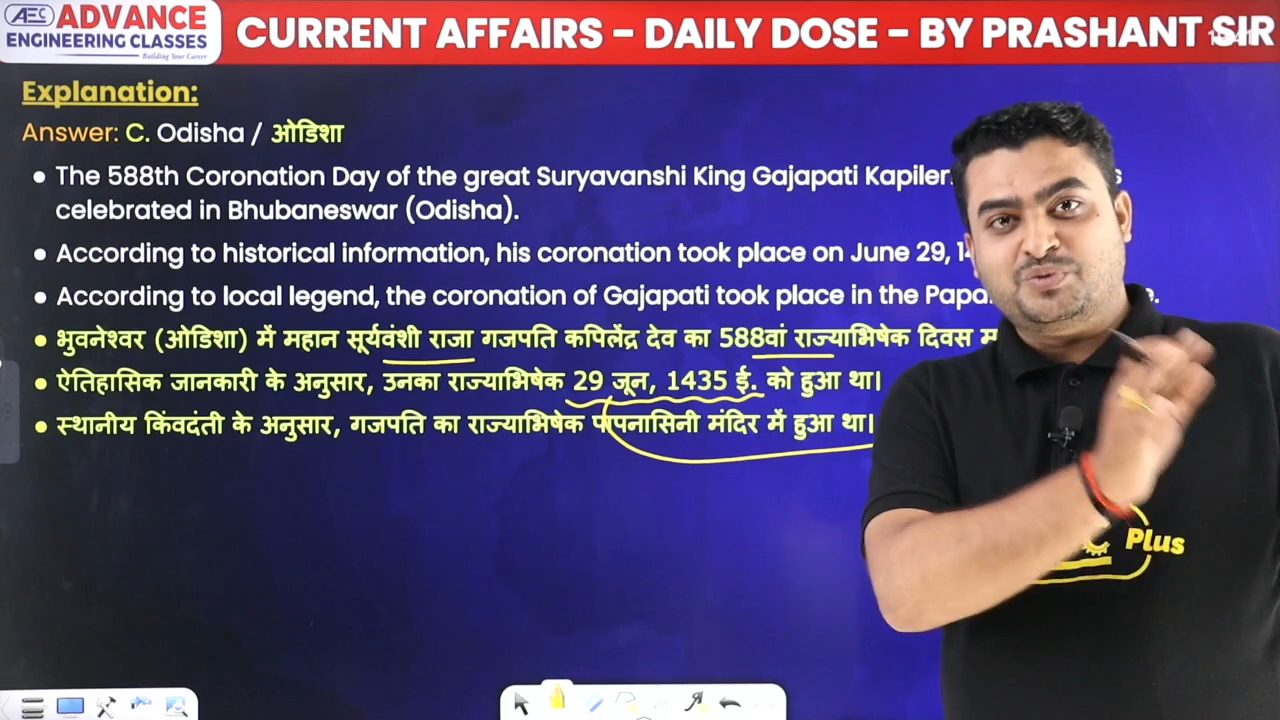 AEC ADVANCE
ENGINEERING CLASSES
Building Your Career
CURRENT AFFAIRS – DAILY DOSE – BY PRASHANT SIR
Explanation:
Answer: C. Odisha / ओडिशा
• The 588th Coronation Day of the great Suryavanshi King Gajapati
celebrated in Bhubaneswar (Odisha).
• According to historical information, his coronation took place on June 29,
• According to local legend, the coronation of Gajapati took place in the
• भुवनेश्वर (ओडिशा) में महान सूर्यवंशी राजा गजपति कपिलेंद्र देव का 588वां राज्याभिषेक दिवस
• ऐतिहासिक जानकारी के अनुसार, उनका राज्याभिषेक 29 जून, 1435 ई. को हुआ था।
• स्थानीय किंवदंती के अनुसार, गजपति का राज्याभिषेक पापनासिनी मंदिर में हुआ था।
Plus